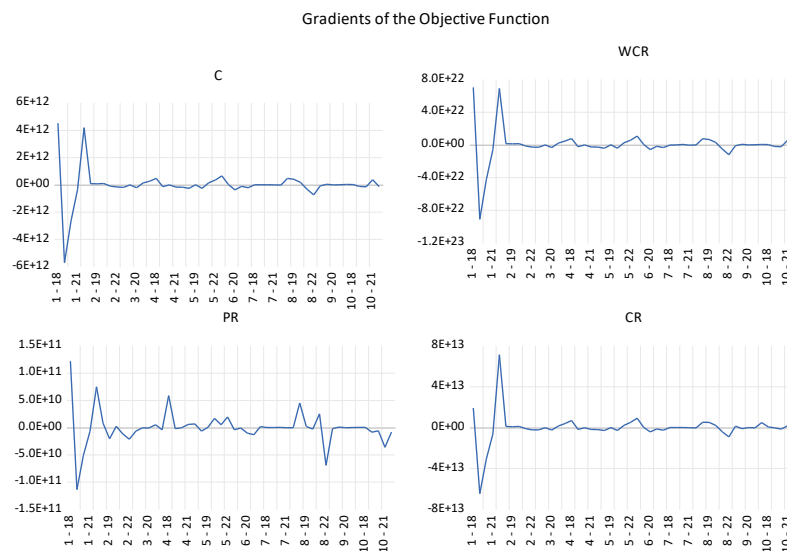 Gradients of the Objective Function
C
6E+12
4E+12
2E+12
0E+00
-2E+12
-4E+12
-6E+12
1 - 18
1 - 21
2 - 19
2 - 22
3 - 20
4 - 18
4 - 21
5 - 19
5 - 22
6 - 20
7 - 18
7 - 21
8 - 19
8 - 22
9 - 20
10 - 18
10 - 21
WCR
8.0E+22
4.0E+22
0.0E+00
-4.0E+22
-8.0E+22
-1.2E+23
1 - 18
1 - 21
2 - 19
2 - 22
3 - 20
4 - 18
4 - 21
5 - 19
5 - 22
6 - 20
7 - 18
7 - 21
8 - 19
8 - 22
9 - 20
10 - 18
10 - 21
PR
1.5E+11
1.0E+11
5.0E+10
0.0E+00
-5.0E+10
-1.0E+11
-1.5E+11
1 - 18
1 - 21
2 - 19
2 - 22
3 - 20
4 - 18
4 - 21
5 - 19
5 - 22
6 - 20
7 - 18
7 - 21
8 - 19
8 - 22
9 - 20
10 - 18
10 - 21
CR
8E+13
4E+13
0E+00
-4E+13
-8E+13
1 - 18
1 - 21
2 - 19
2 - 22
3 - 20
4 - 18
4 - 21
5 - 19
5 - 22
6 - 20
7 - 18
7 - 21
8 - 19
8 - 22
9 - 20
10 - 18
10 - 21